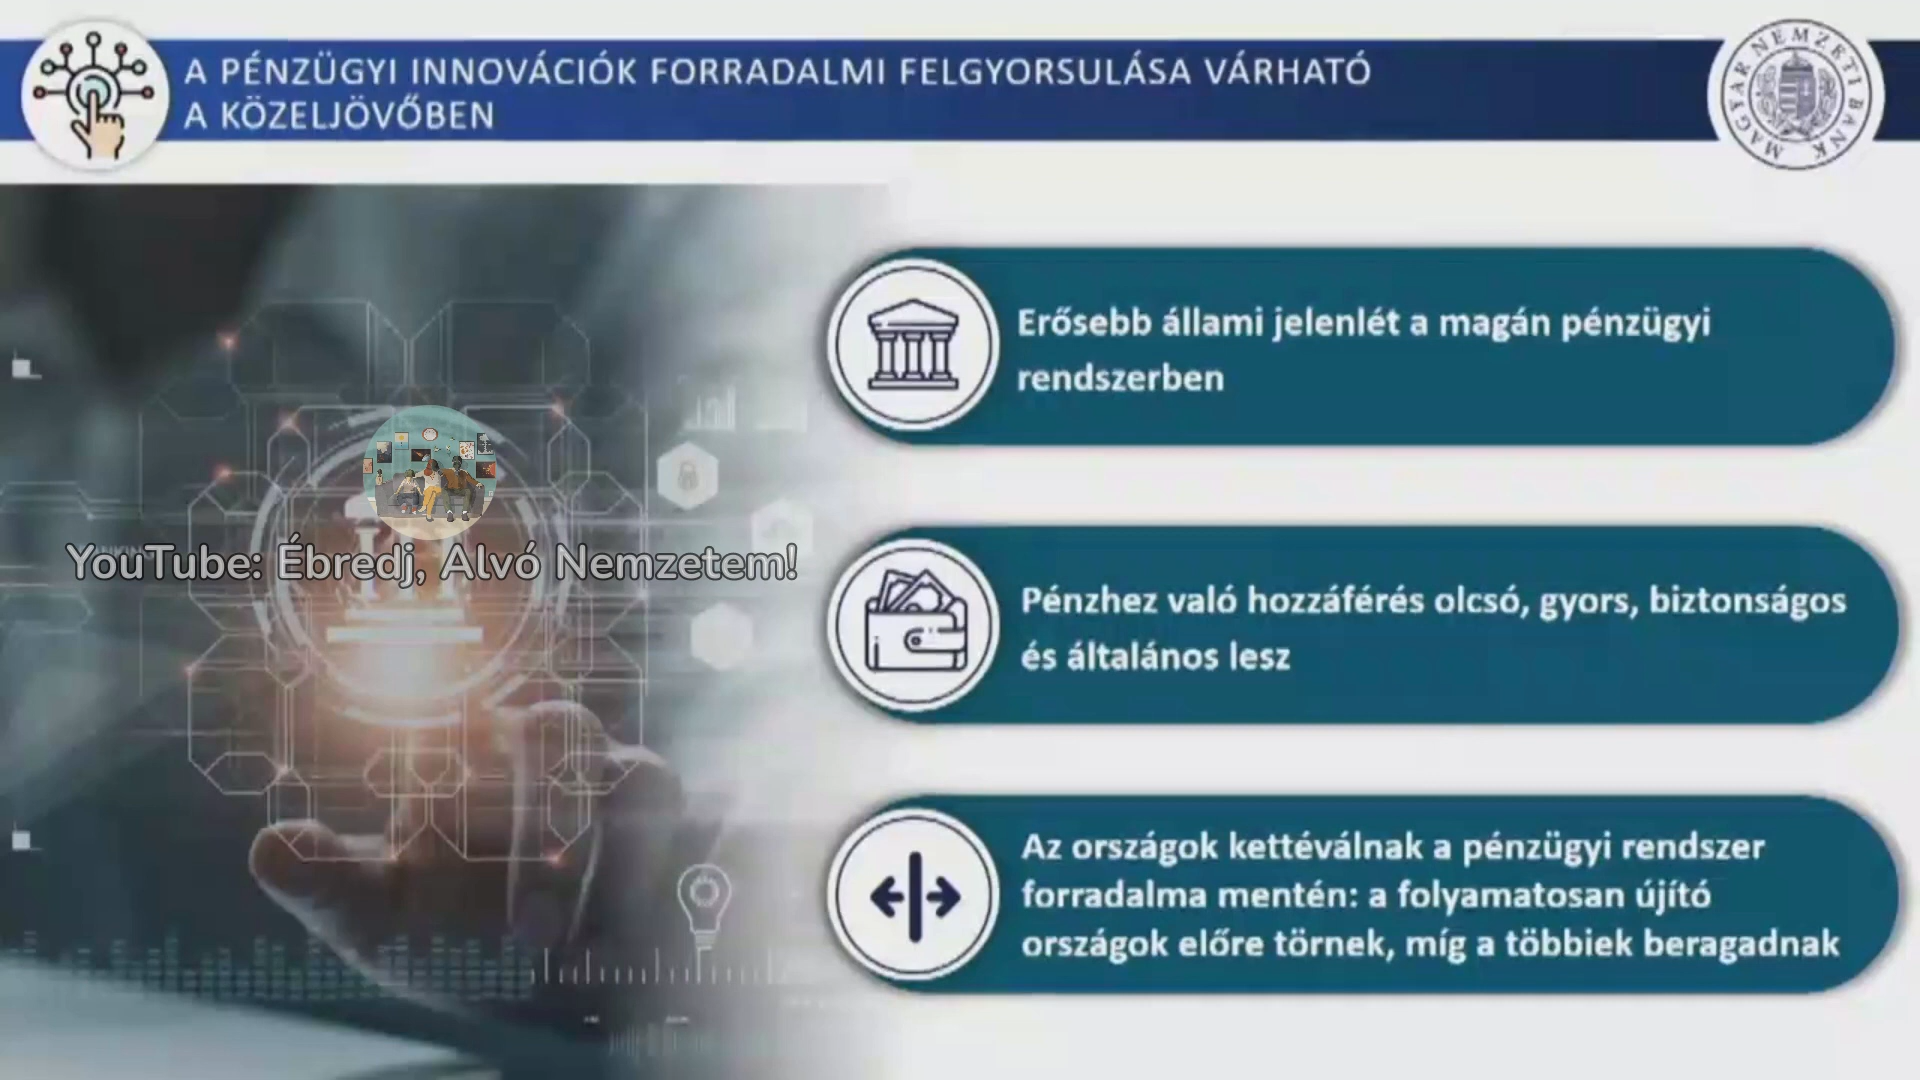 A PÉNZÜGYI INNOVÁCIÓK FORRADALMI FELGYORSULÁSA VÁRHATÓ
A KÖZELJÖVŐBEN
MAGYAR NEMZETI BANK
Erősebb állami jelenlét a magán pénzügyi
rendszerben
YouTube: Ébredj, Alvó Nemzetem!
Pénzhez való hozzáférés olcsó, gyors, biztonságos
és általános lesz
Az országok kettéválnak a pénzügyi rendszer
forradalma mentén: a folyamatosan újító
országok előre törnek, míg a többiek beragadnak